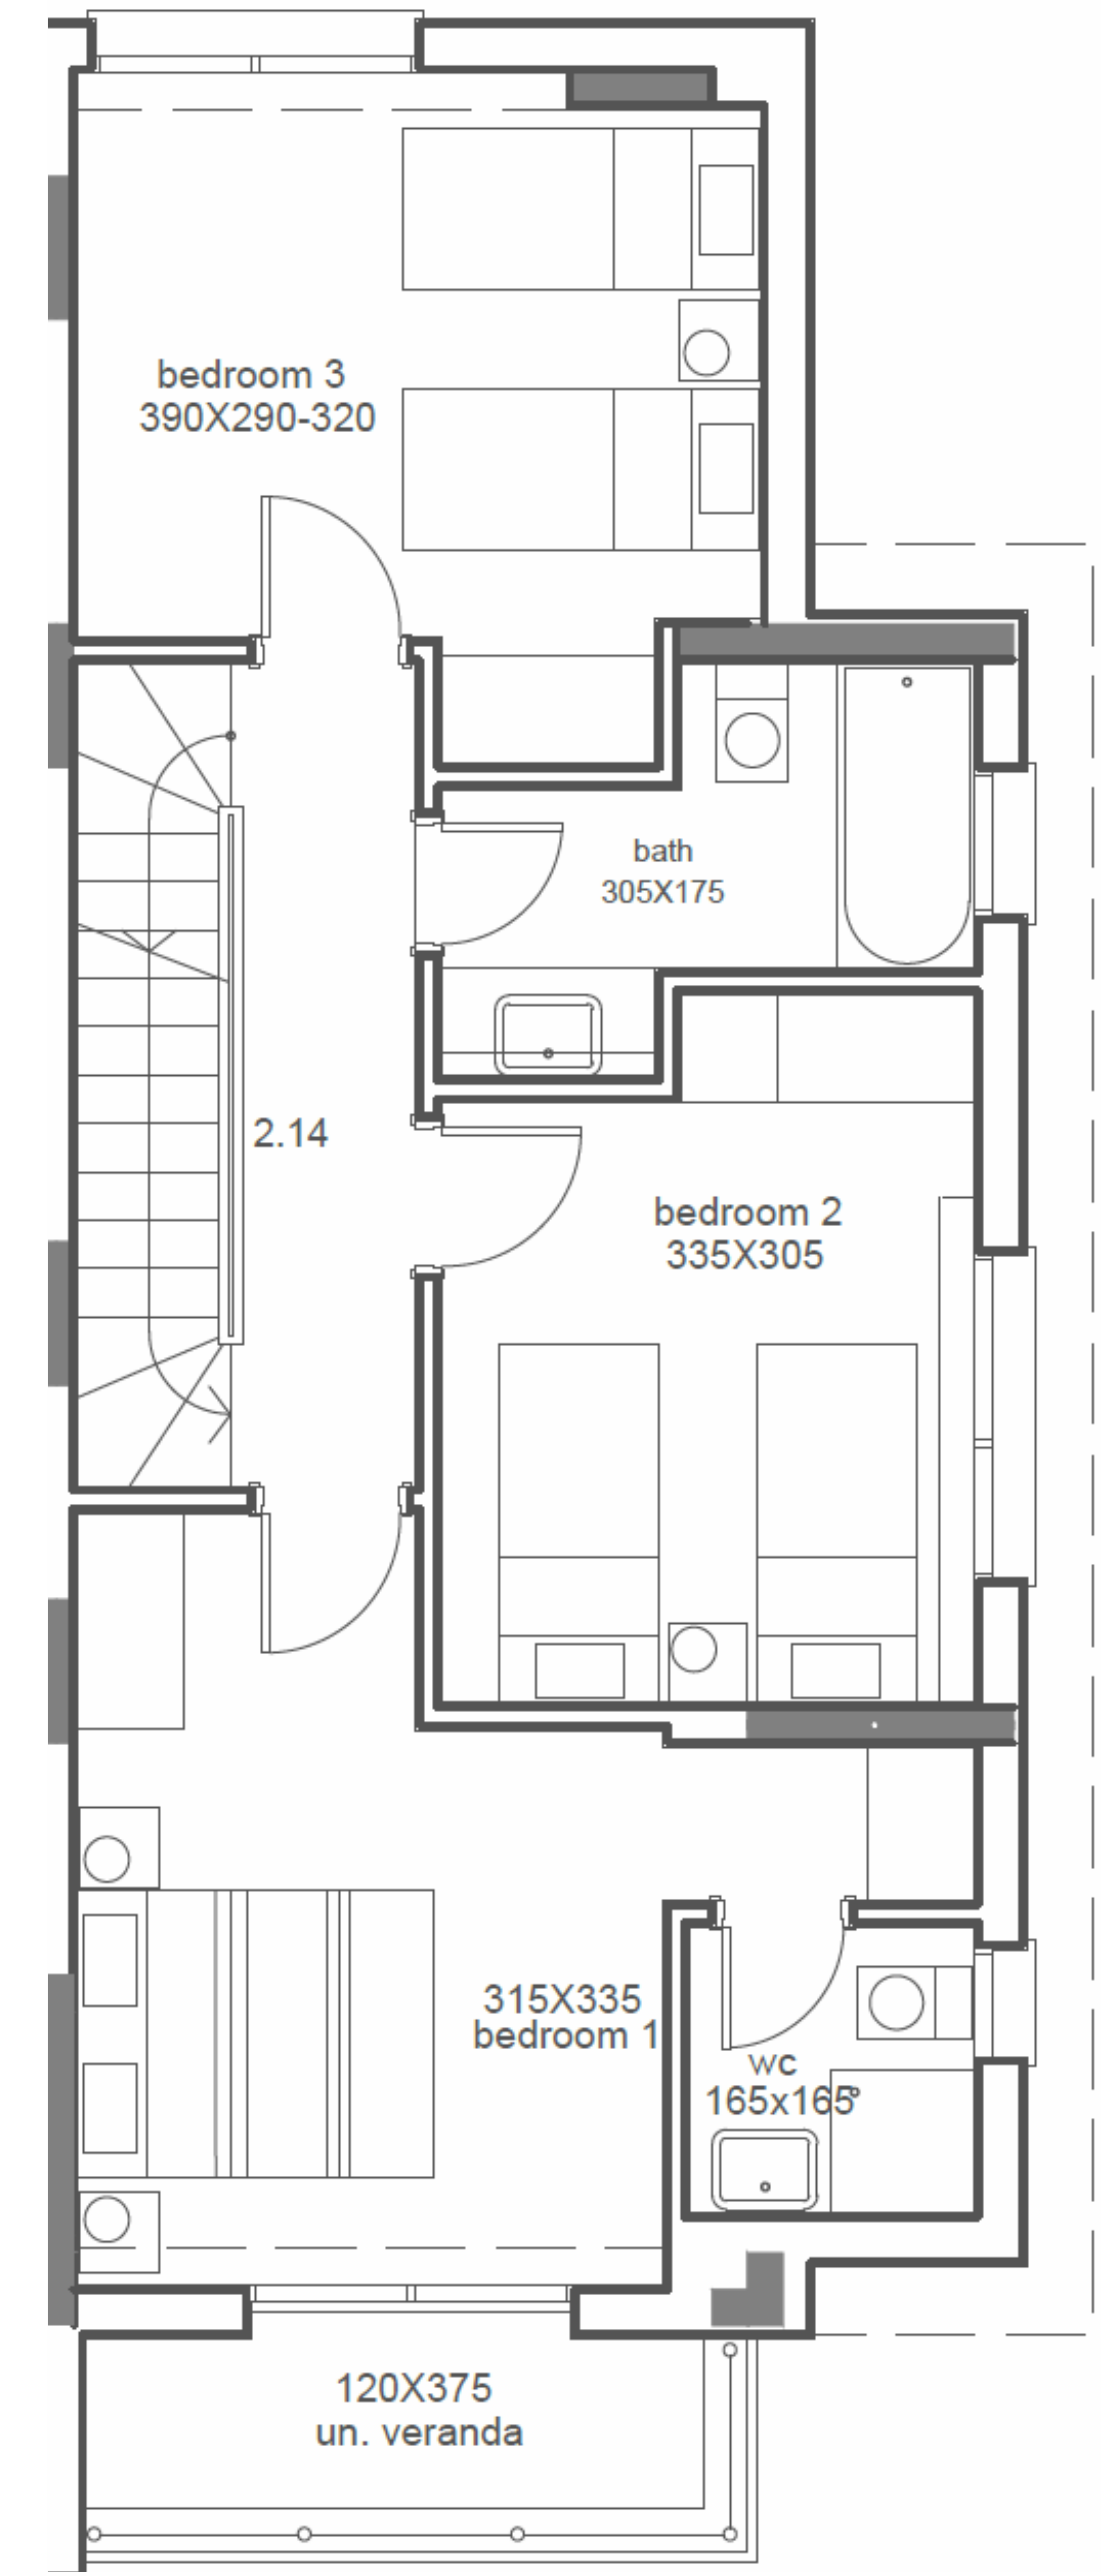 bedroom 3
390X290-320
bath
305X175
2.14
bedroom 2
335X305
315X335
bedroom 1
wc
165x165
120X375
un. veranda